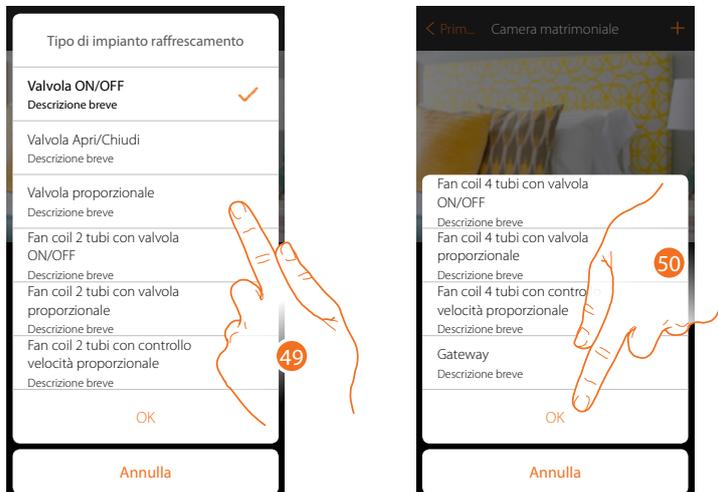 Tipo di impianto raffrescamento
Valvola ON/OFF
Descrizione breve
Valvola Apri/Chiudi
Descrizione breve
Valvola proporzionale
Descrizione breve
Fan coil 2 tubi con valvola
ON/OFF
Descrizione breve
Fan coil 2 tubi con valvola
proporzionale
Descrizione breve
Fan coil 2 tubi con controllo
velocità proporzionale
Descrizione breve
OK
Annulla
49
Prim... Camera matrimoniale +
Fan coil 4 tubi con valvola
ON/OFF
Descrizione breve
Fan coil 4 tubi con valvola
proporzionale
Descrizione breve
Fan coil 4 tubi con contro
velocità proporzionale
Descrizione breve
Gateway
Descrizione breve
OK
Annulla
50